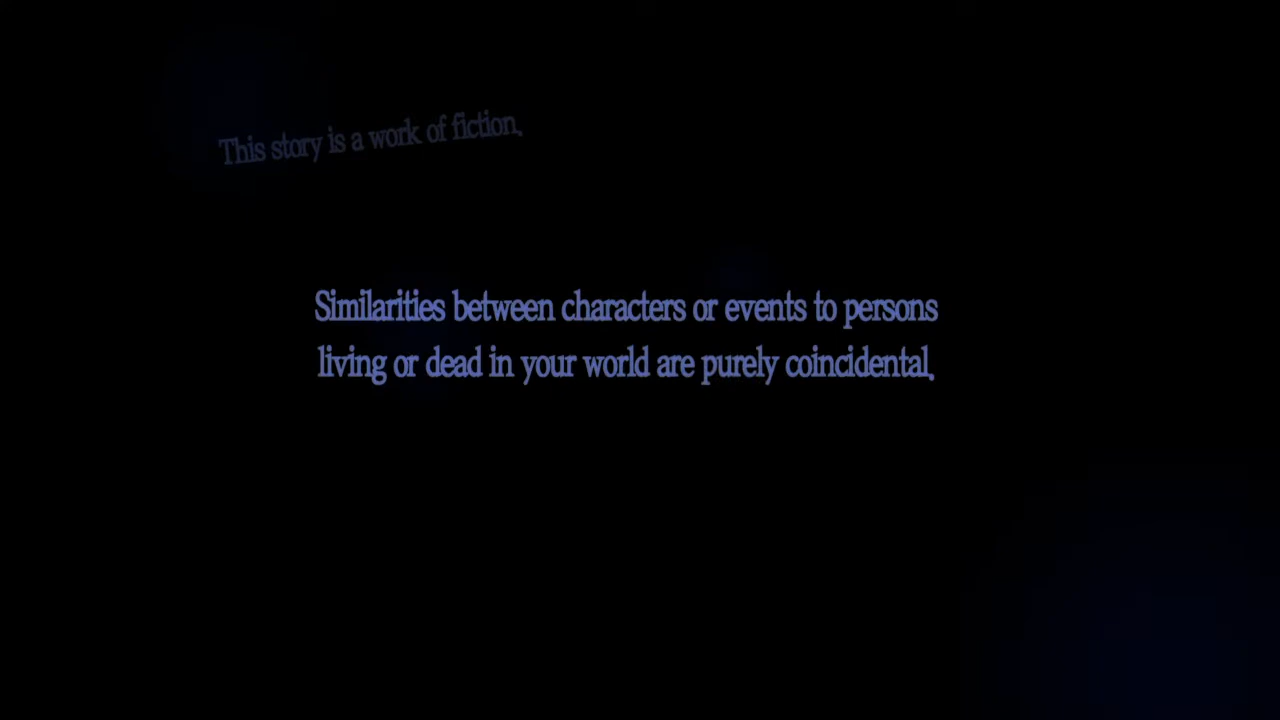 This story is a work of fiction.
Similarities between characters or events to persons
living or dead in your world are purely coincidental.